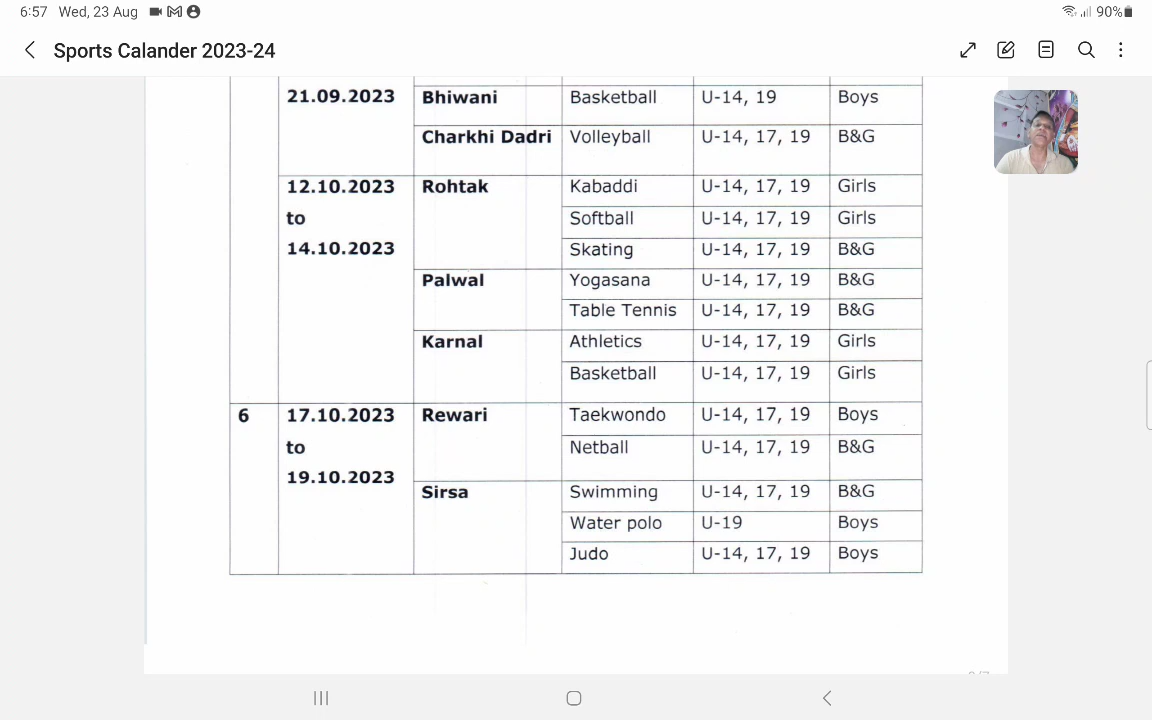 6:57 Wed, 23 Aug 90%
Sports Calander 2023-24
21.09.2023 Bhiwani Basketball U-14, 19 Boys
Charkhi Dadri Volleyball U-14, 17, 19 B&G
12.10.2023 Rohtak Kabaddi U-14, 17, 19 Girls
to Softball U-14, 17, 19 Girls
14.10.2023 Skating U-14, 17, 19 B&G
Palwal Yogasana U-14, 17, 19 B&G
Table Tennis U-14, 17, 19 B&G
Karnal Athletics U-14, 17, 19 Girls
Basketball U-14, 17, 19 Girls
6 17.10.2023 Rewari Taekwondo U-14, 17, 19 Boys
to Netball U-14, 17, 19 B&G
19.10.2023
Sirsa Swimming U-14, 17, 19 B&G
Water polo U-19 Boys
Judo U-14, 17, 19 Boys